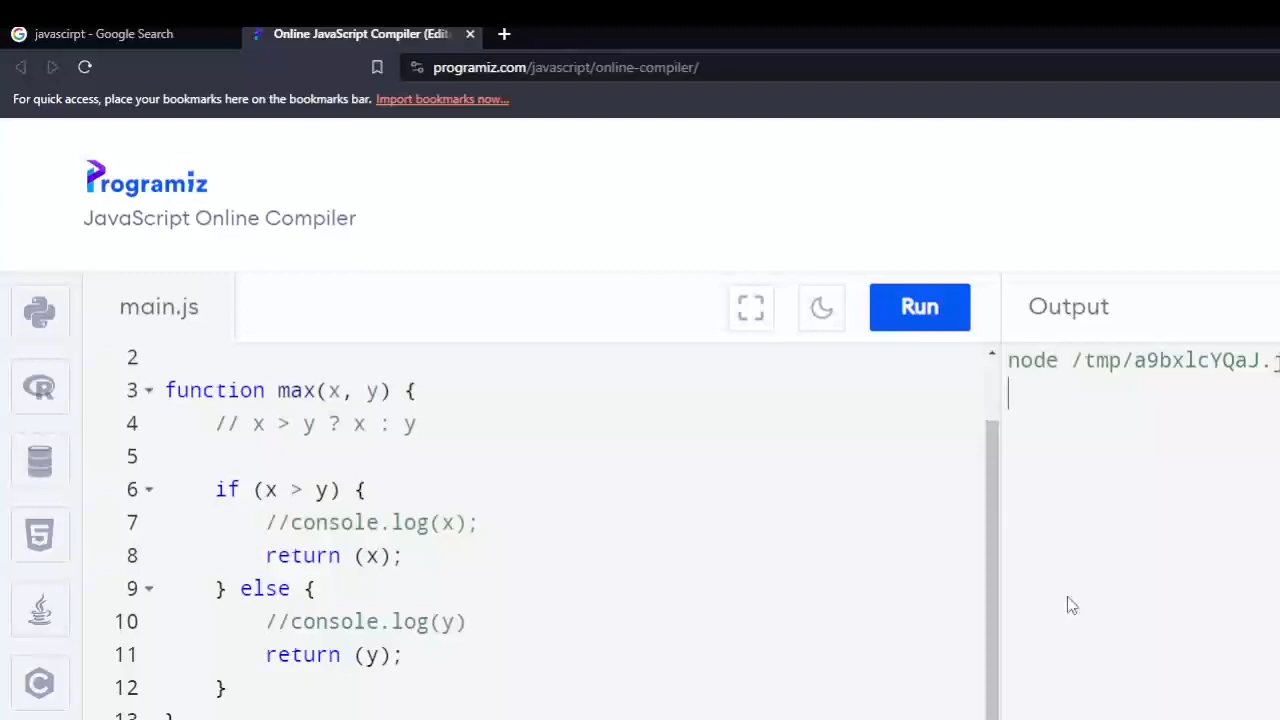 javascirpt - Google Search
Online JavaScript Compiler (Edit
programiz.com/javascript/online-compiler/
For quick access, place your bookmarks here on the bookmarks bar. Import bookmarks now...
Programiz
JavaScript Online Compiler
main.js
Run
Output
2
3 function max(x, y) {
4 // x > y ? x : y
5
6 if (x > y) {
7 //console.log(x);
8 return (x);
9 } else {
10 //console.log(y)
11 return (y);
12 }
13 }
node /tmp/a9bxlcYQaJ.j